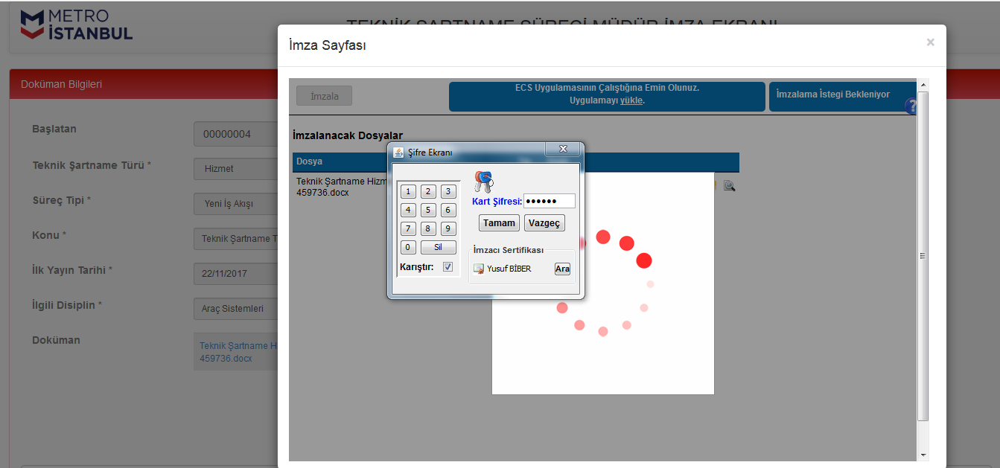 METRO
İSTANBUL
TEKNİK ŞARTNAME SÜRECİ MÜDÜR İMZA EKRANI
İmza Sayfası
×
Doküman Bilgileri
İmzala
ECS Uygulamasının Çalıştığına Emin Olunuz.
Uygulamayı yükle.
İmzalama İstegi Bekleniyor
?
Başlatan
00000004
Teknik Şartname Türü *
Hizmet
Süreç Tipi *
Yeni İş Akışı
Konu *
Teknik Şartname T
İlk Yayın Tarihi *
22/11/2017
İlgili Disiplin *
Araç Sistemleri
Doküman
Teknik Şartname H
459736.docx
İmzalanacak Dosyalar
Dosya
Teknik Şartname Hizm
459736.docx
Şifre Ekranı
1 2 3
4 5 6
7 8 9
0 Sil
Karıştır:
Kart Şifresi: ••••••
Tamam Vazgeç
İmzacı Sertifikası
Yusuf BİBER Ara